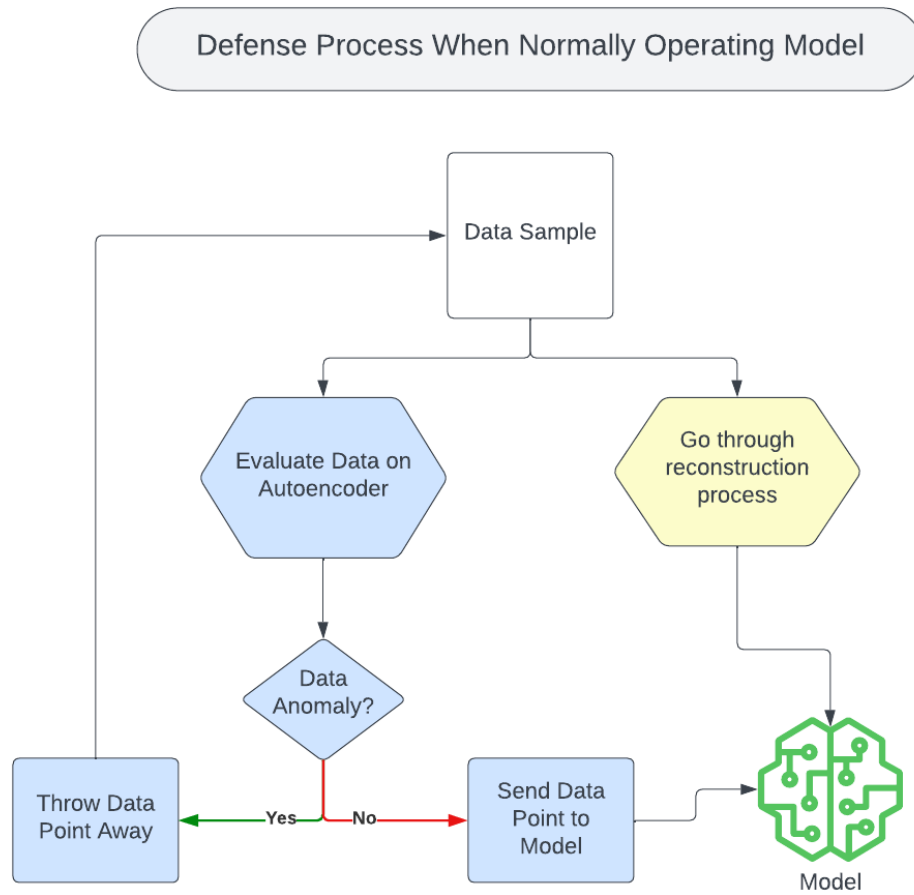 Defense Process When Normally Operating Model
Data Sample
Evaluate Data on
Autoencoder
Go through
reconstruction
process
Data
Anomaly?
Throw Data
Point Away
Yes
No
Send Data
Point to
Model
Model